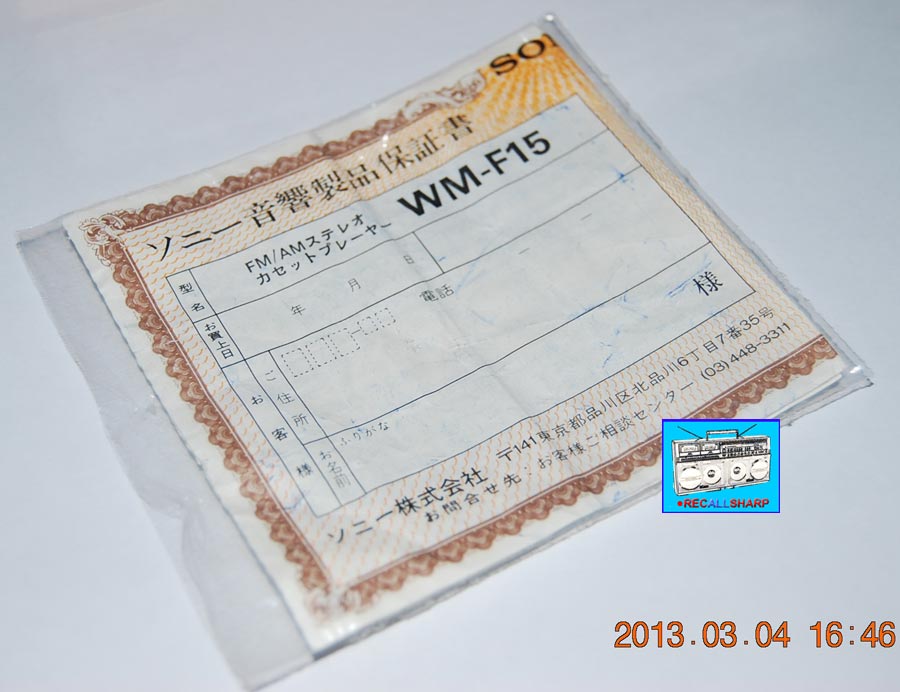 SO
ソニー音響製品保証書
型名
FM/AMステレオ
カセットプレーヤー
WM-F15
お買上日
年 月 日
お客様
ご住所
電話 - -
お名前
ふりがな
様
ソニー株式会社 〒141東京都品川区北品川6丁目7番35号
お問合せ先:お客様ご相談センター (03)448-3311
•RECALLSHARP
2013.03.04 16:46